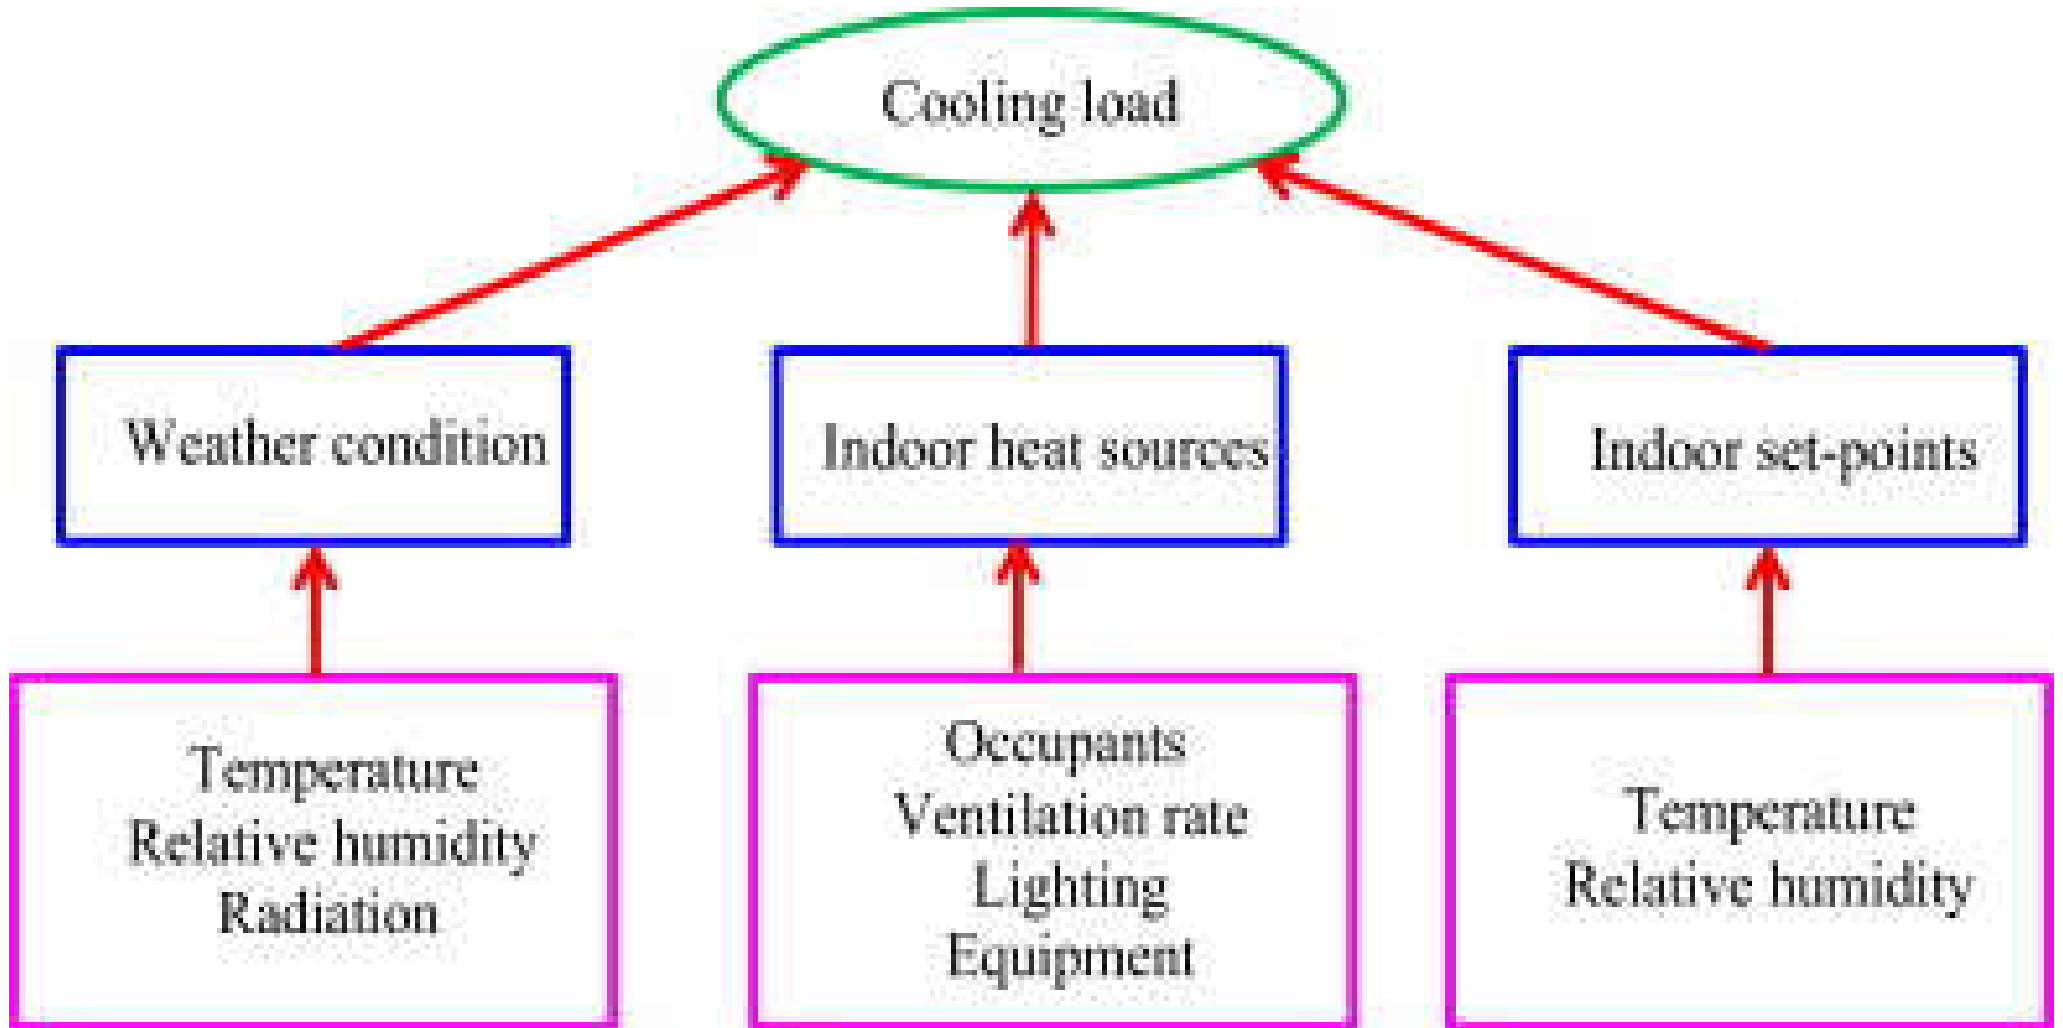 Cooling load
Weather condition
Indoor heat sources
Indoor set-points
Temperature
Relative humidity
Radiation
Occupants
Ventilation rate
Lighting
Equipment
Temperature
Relative humidity